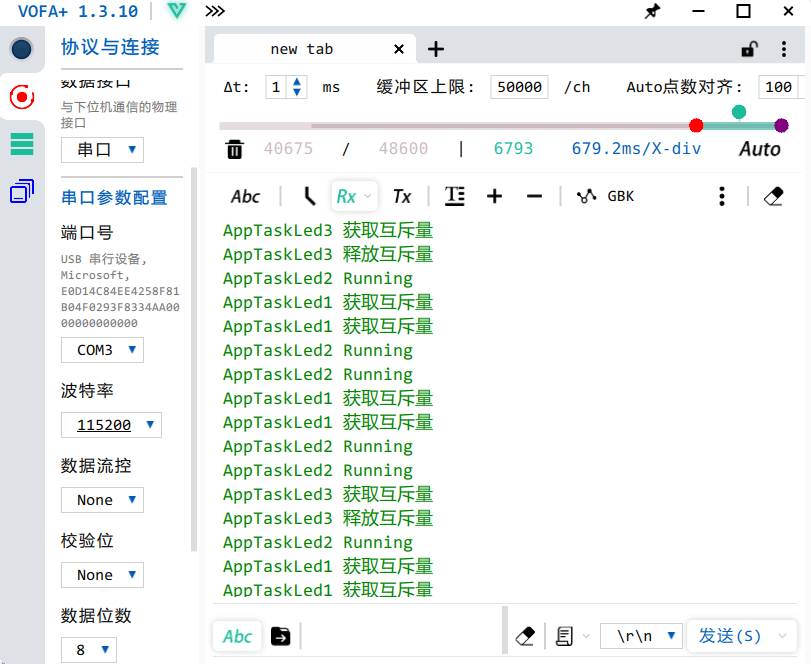 VOFA+ 1.3.10
协议与连接
数据接口
与下位机通信的物理
接口
串口
串口参数配置
端口号
USB 串行设备,
Microsoft,
E0D14C84EE4258F81
B04F0293F8334AA00
000000000000
COM3
波特率
115200
数据流控
None
校验位
None
数据位数
8
new tab
Δt: 1 ms 缓冲区上限: 50000 /ch Auto点数对齐: 100
40675 / 48600 | 6793 679.2ms/X-div Auto
Abc Rx Tx GBK
AppTaskLed3 获取互斥量
AppTaskLed3 释放互斥量
AppTaskLed2 Running
AppTaskLed1 获取互斥量
AppTaskLed1 获取互斥量
AppTaskLed2 Running
AppTaskLed2 Running
AppTaskLed1 获取互斥量
AppTaskLed1 获取互斥量
AppTaskLed2 Running
AppTaskLed2 Running
AppTaskLed3 获取互斥量
AppTaskLed3 释放互斥量
AppTaskLed2 Running
AppTaskLed1 获取互斥量
AppTaskLed1 获取互斥量
Abc \r\n 发送(S)